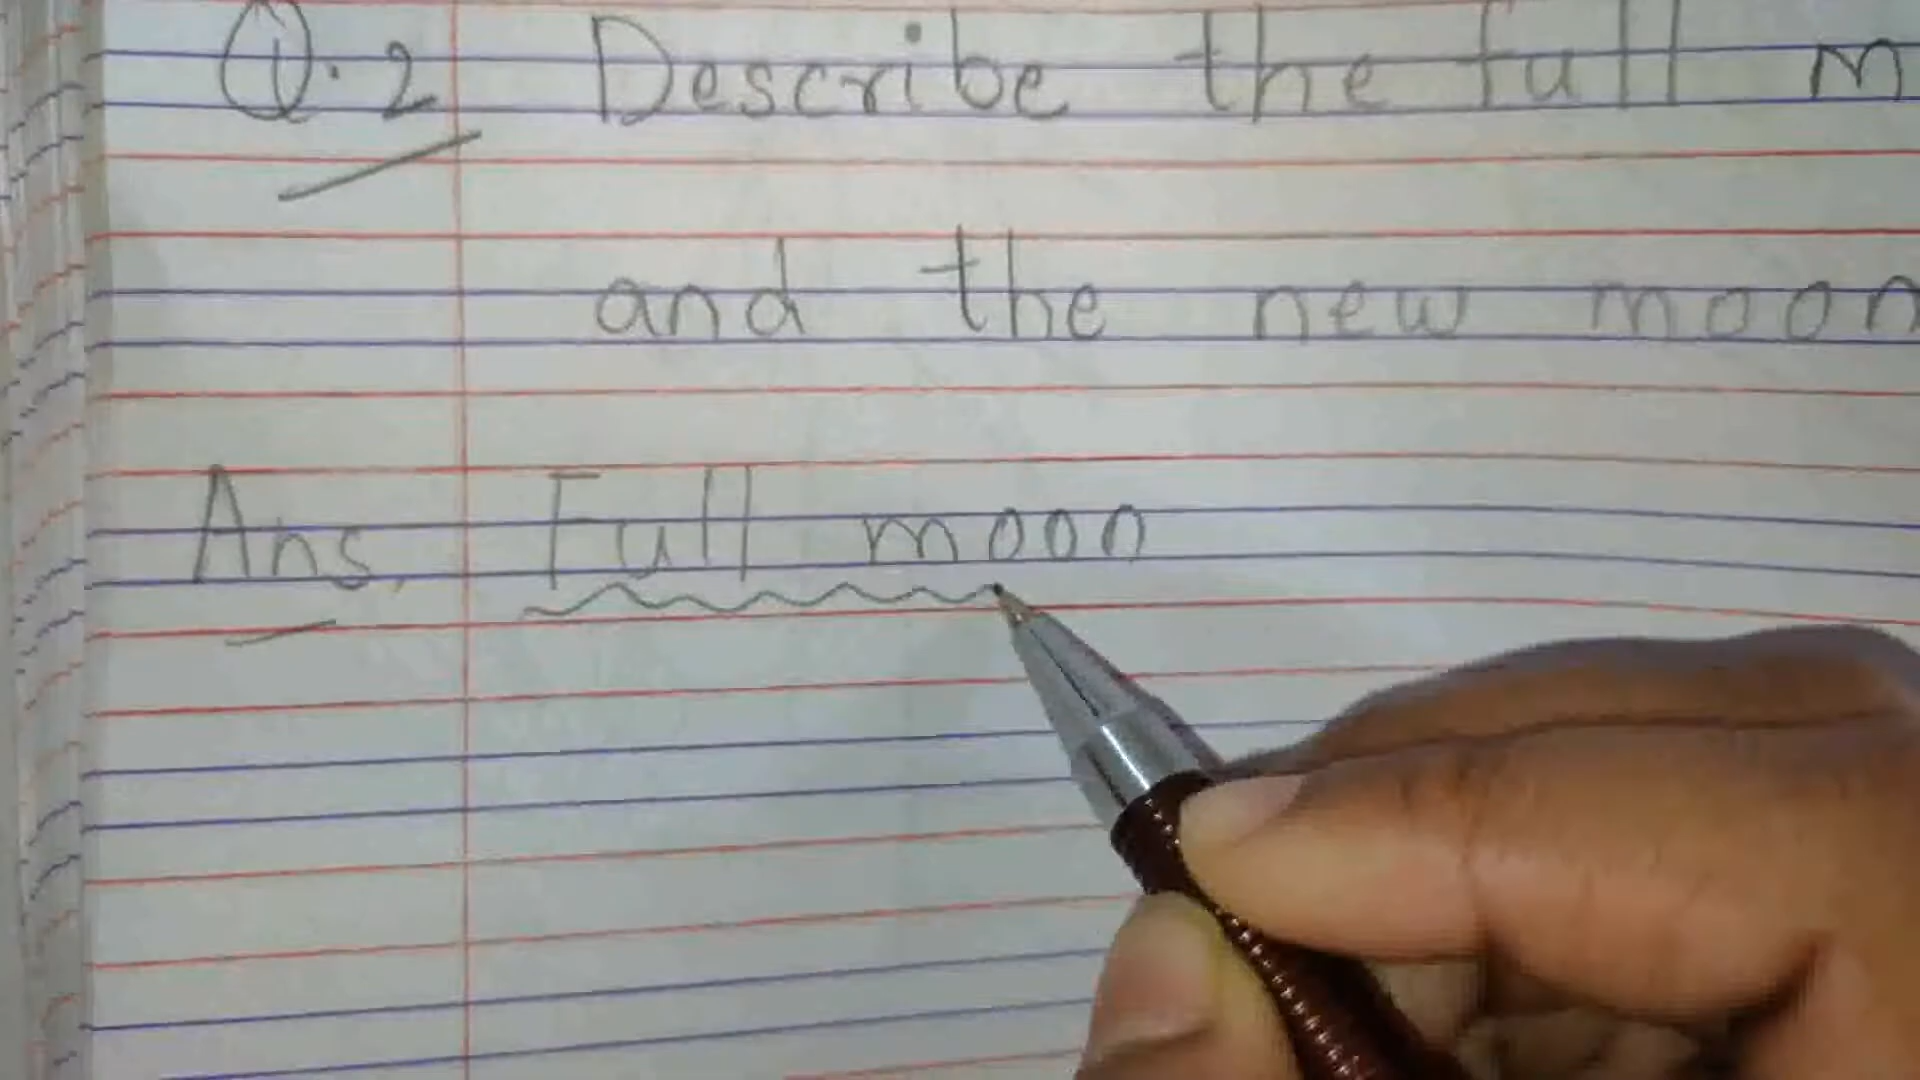 Q.2 Describe the full
and the new moon
Ans. Full moon